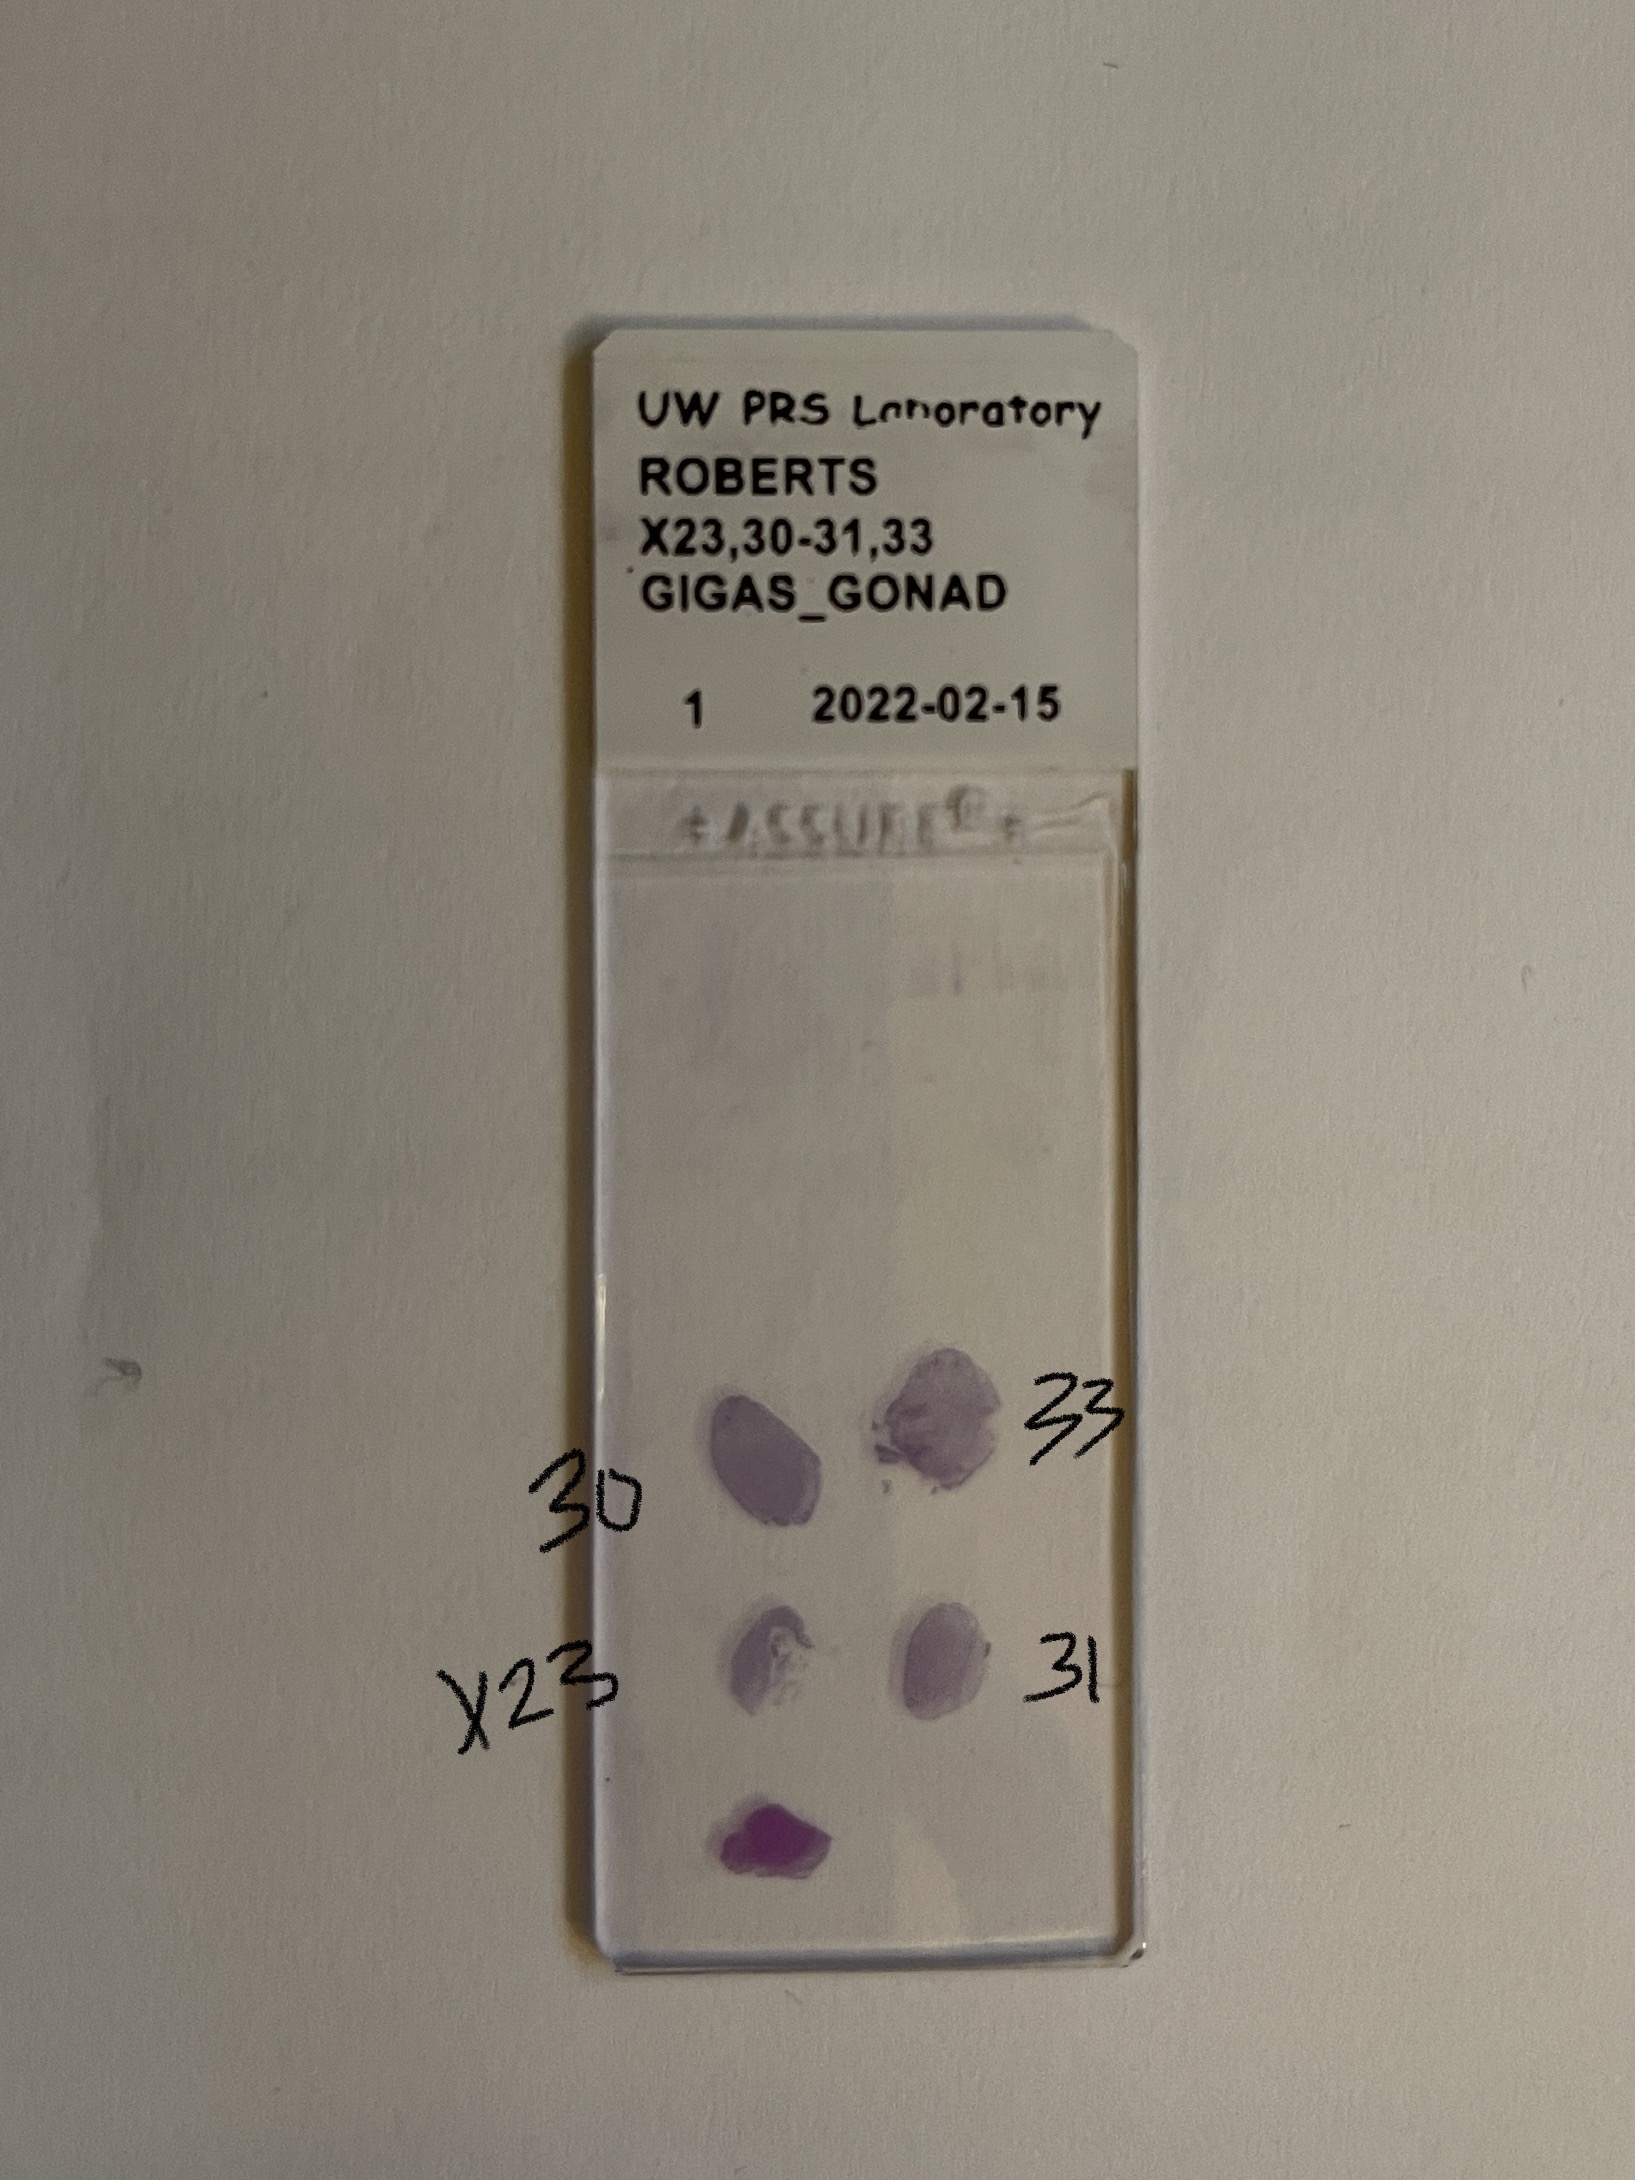 UW PRS Laboratory
ROBERTS
X23,30-31,33
GIGAS_GONAD
1 2022-02-15
+ ASSURE® +
33
30
X23
31